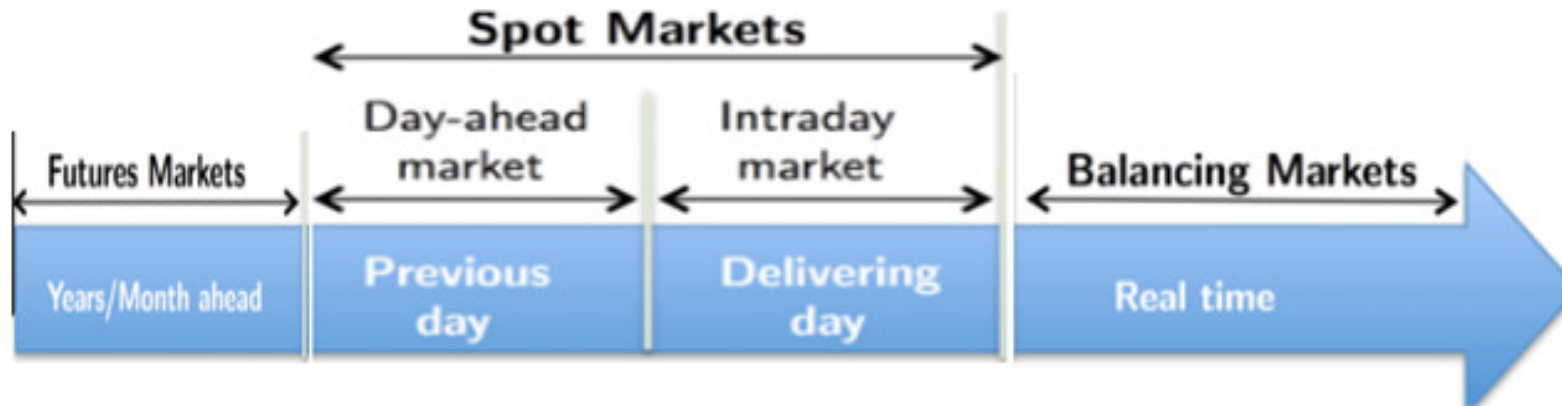 Spot Markets
Day-ahead
market
Intraday
market
Futures Markets
Balancing Markets
Years/Month ahead
Previous
day
Delivering
day
Real time